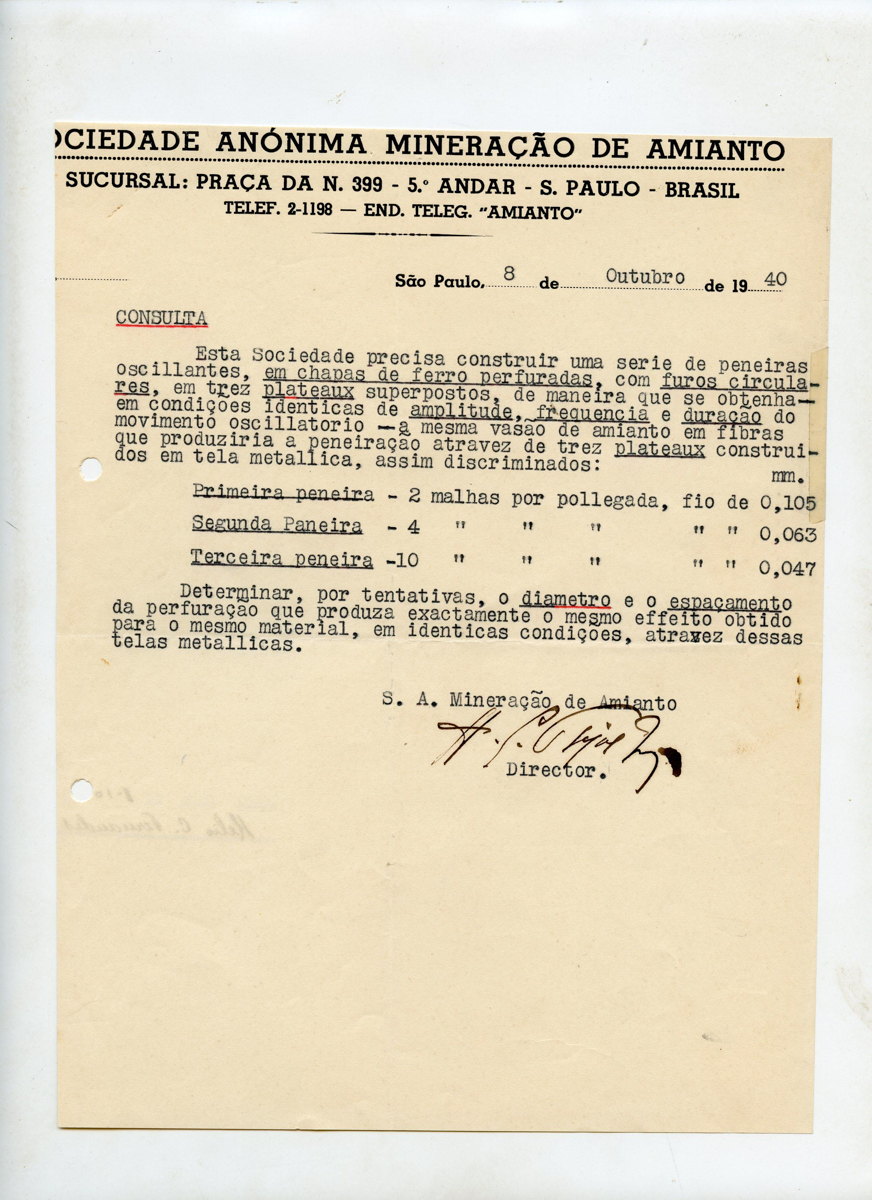 OCIEDADE ANÓNIMA MINERAÇÃO DE AMIANTO
SUCURSAL: PRAÇA DA N. 399 - 5.º ANDAR - S. PAULO - BRASIL
TELEF. 2-1198 — END. TELEG. "AMIANTO"
São Paulo, 8 de Outubro de 1940
CONSULTA
Esta Sociedade precisa construir uma serie de peneiras
oscillantes, em chapas de ferro perfuradas, com furos circula-
res, em trez plateaux superpostos, de maneira que se obtenha—
em condições identicas de amplitude, frequencia e duração do
movimento oscillatorio —a mesma vasão de amianto em fibras
que produziria a peneiração atravez de trez plateaux construi-
dos em tela metallica, assim discriminados:
mm.
Primeira peneira - 2 malhas por pollegada, fio de 0,105
Segunda Paneira - 4 " " " " " 0,063
Terceira peneira -10 " " " " " 0,047
Determinar, por tentativas, o diametro e o espaçamento
da perfuração que produza exactamente o mesmo effeito obtido
para o mesmo material, em identicas condições, atravez dessas
telas metallicas.
S. A. Mineração de Amianto
Director.